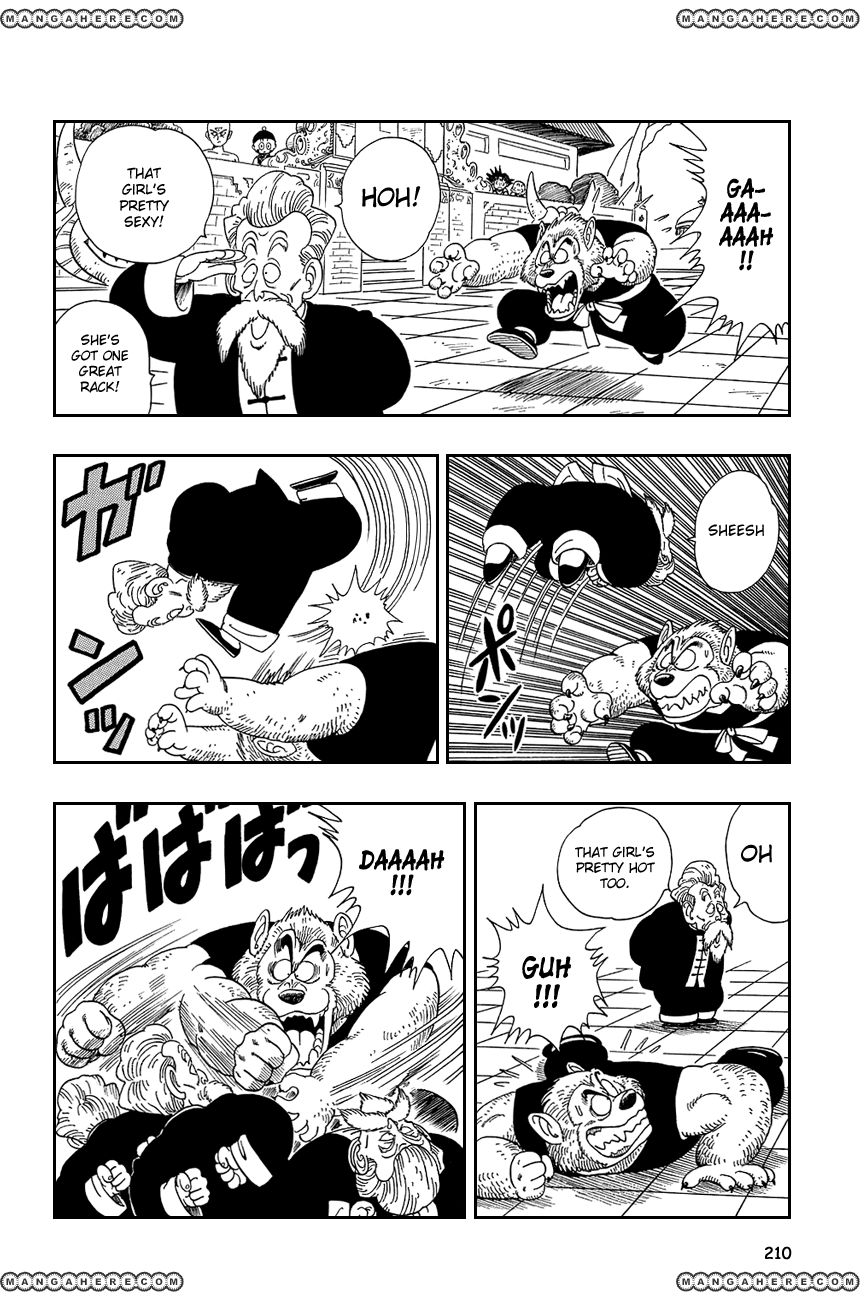 MANGAHERE.COM
MANGAHERE.COM
GA-
AAA-
AAAH
!!
HOH!
THAT
GIRL'S
PRETTY
SEXY!
SHE'S
GOT ONE
GREAT
RACK!
SHEESH
ポーンッ
ガンッ
OH
THAT GIRL'S
PRETTY HOT
TOO.
GUH
!!!
DAAAAH
!!!
ばばばっ
210
MANGAHERE.COM
MANGAHERE.COM